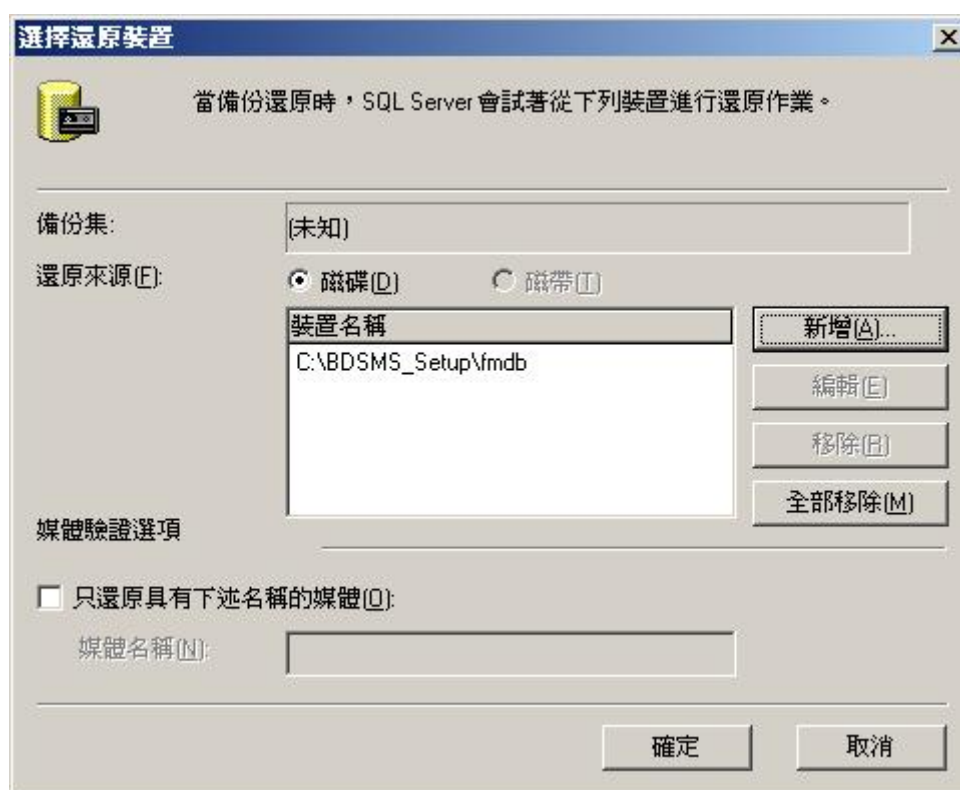 選擇還原裝置
當備份還原時，SQL Server 會試著從下列裝置進行還原作業。
備份集:
(未知)
還原來源(F):
磁碟(D)
磁帶(T)
裝置名稱
C:\BDSMS_Setup\fmdb
新增(A)...
編輯(E)
移除(R)
全部移除(M)
媒體驗證選項
只還原具有下述名稱的媒體(O):
媒體名稱(N):
確定
取消